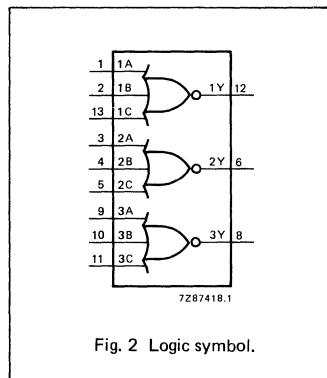 1 1A
2 1B 1Y 12
13 1C
3 2A
4 2B 2Y 6
5 2C
9 3A
10 3B 3Y 8
11 3C
7Z87418.1
Fig. 2 Logic symbol.